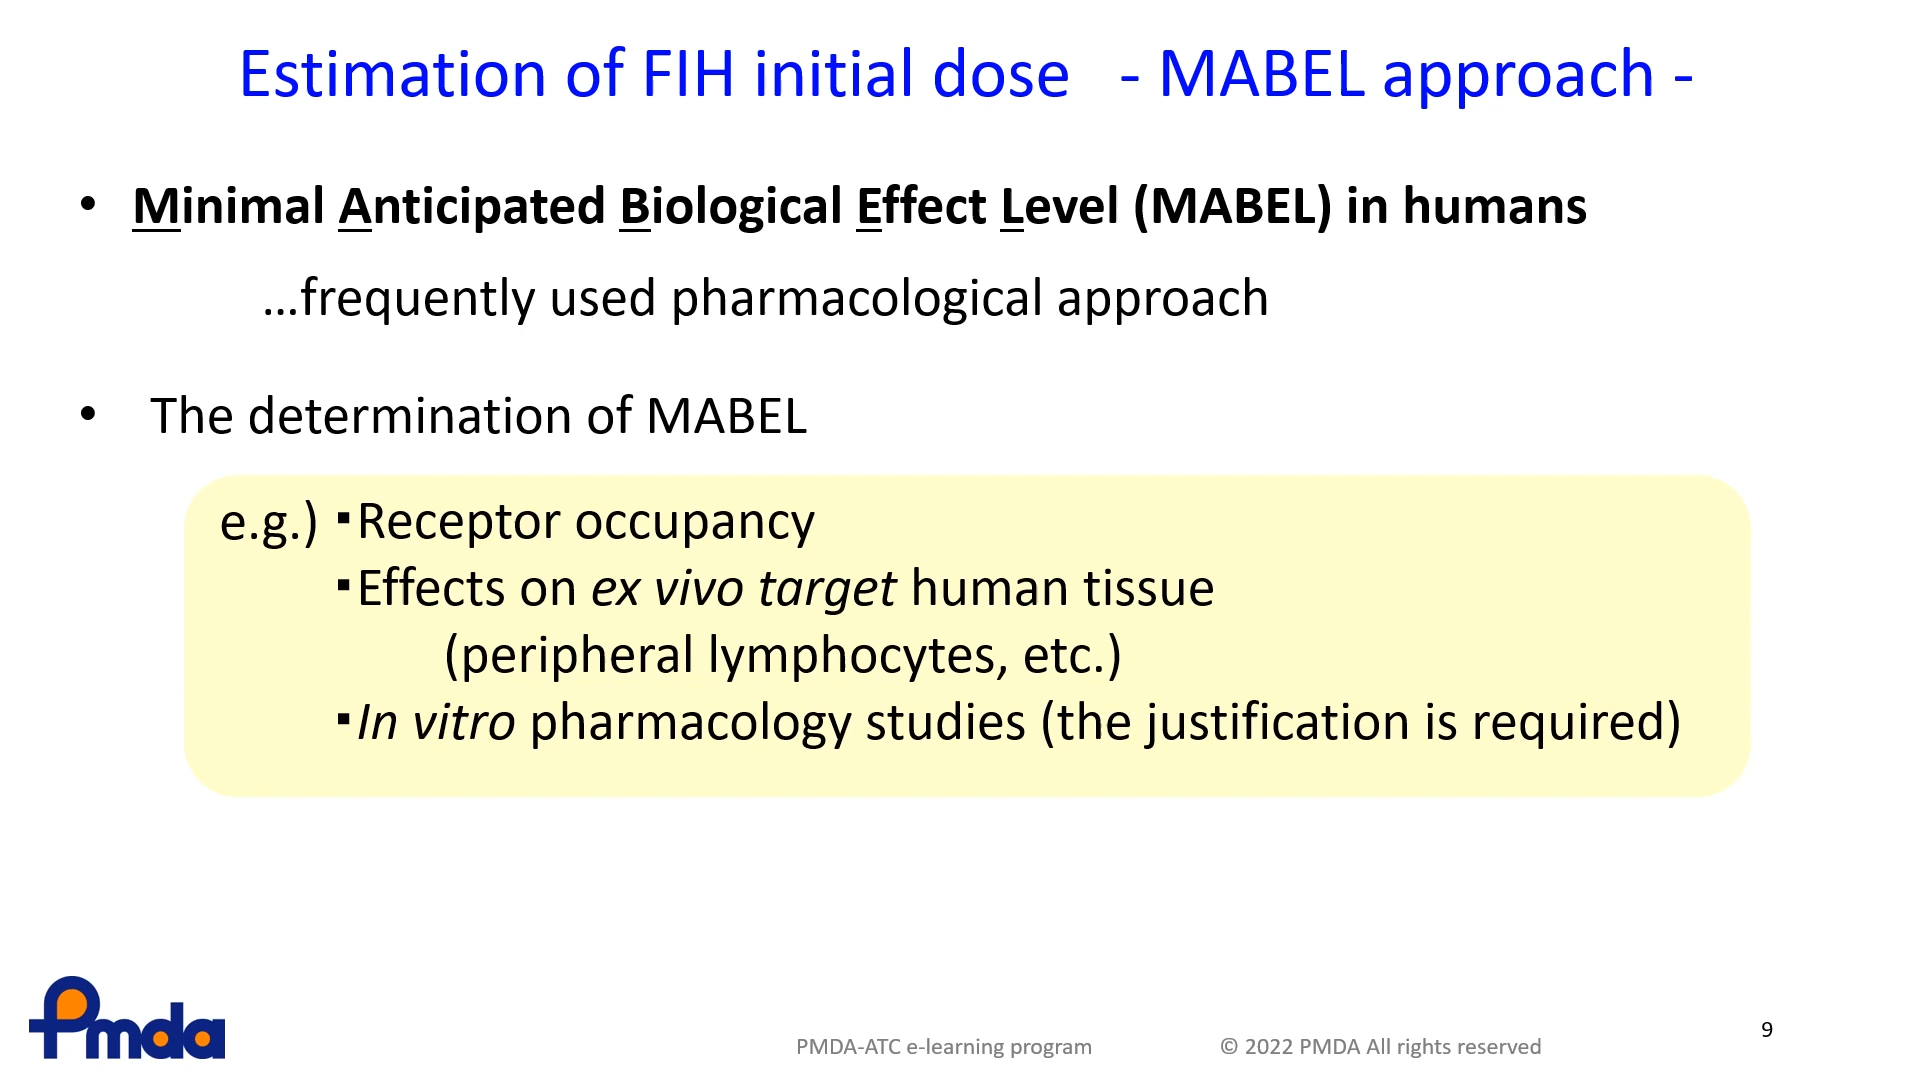 Estimation of FIH initial dose - MABEL approach -
• Minimal Anticipated Biological Effect Level (MABEL) in humans
…frequently used pharmacological approach
• The determination of MABEL
e.g.) ▪Receptor occupancy
▪Effects on ex vivo target human tissue
(peripheral lymphocytes, etc.)
▪In vitro pharmacology studies (the justification is required)
Pmda
PMDA-ATC e-learning program © 2022 PMDA All rights reserved
9